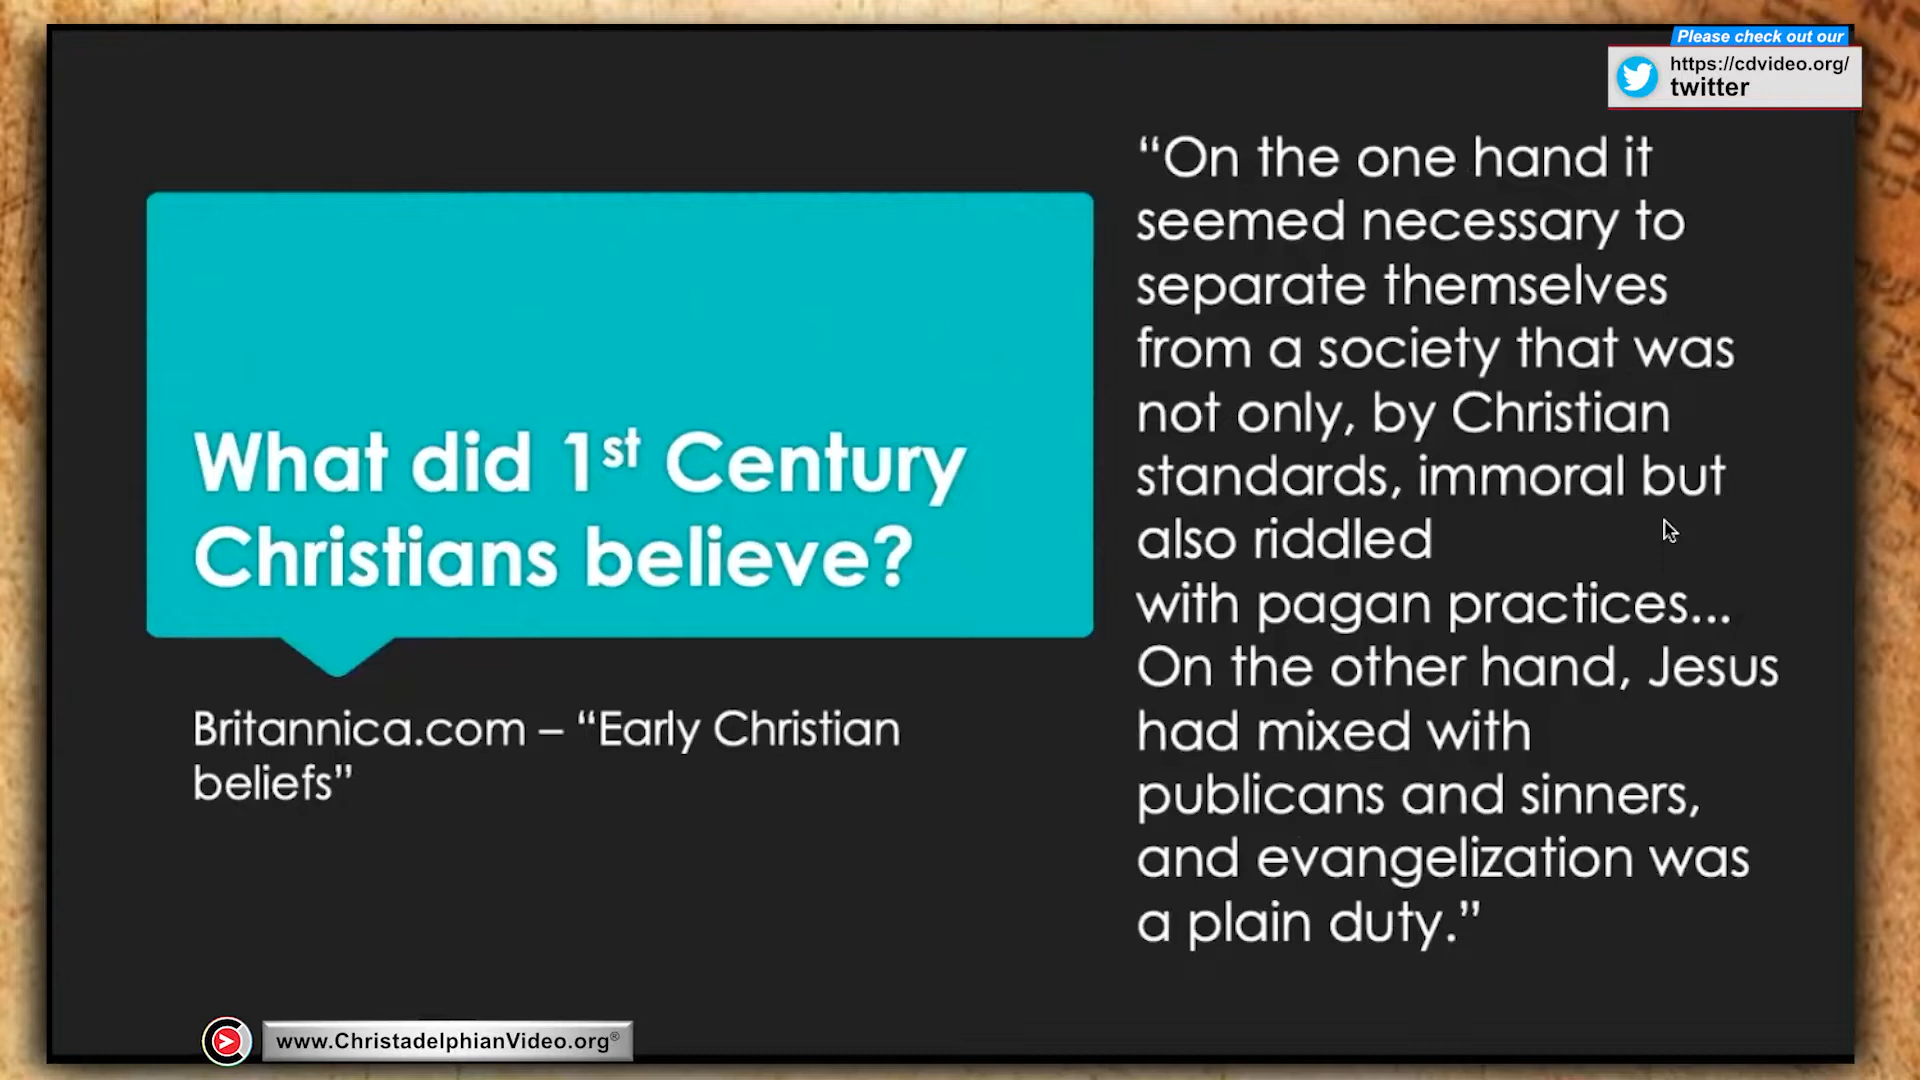 Please check out our
https://cdvideo.org/
twitter
What did 1st Century
Christians believe?
Britannica.com – “Early Christian
beliefs”
“On the one hand it
seemed necessary to
separate themselves
from a society that was
not only, by Christian
standards, immoral but
also riddled
with pagan practices...
On the other hand, Jesus
had mixed with
publicans and sinners,
and evangelization was
a plain duty.”
www.ChristadelphianVideo.org®